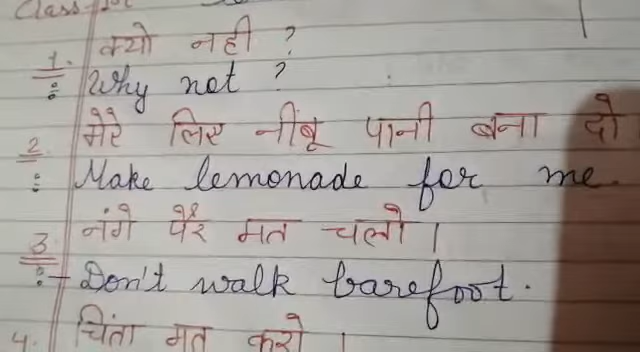 Class
1. क्यो नही ?
Why not ?
2 मेरे लिए नींबू पानी बना दो
Make lemonade for me.
3 नंगे पैर मत चलो।
Don't walk barefoot.
4. चिंता मत करो।